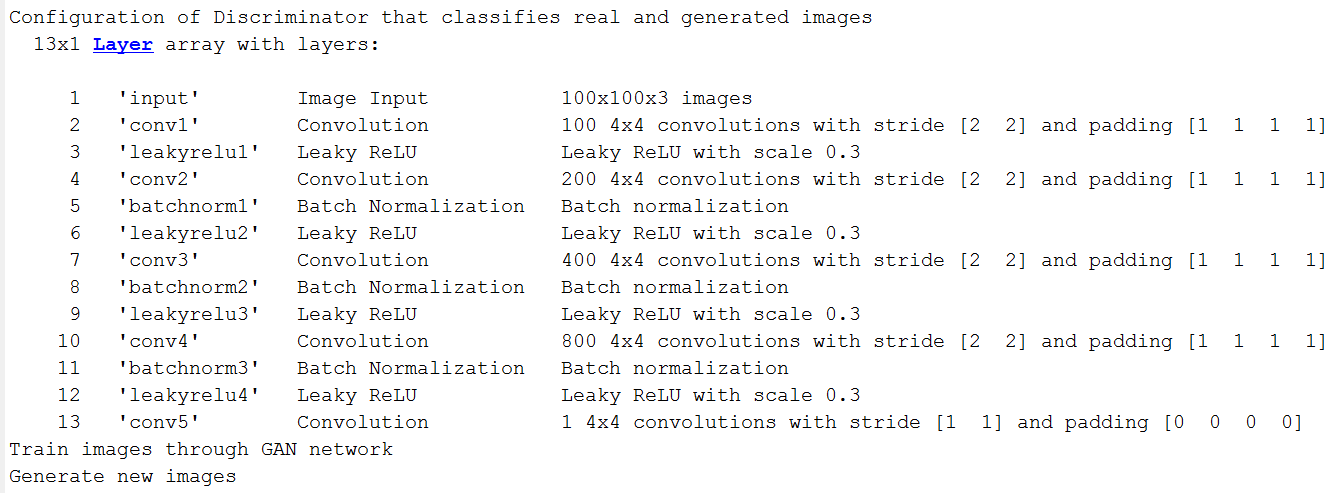 Configuration of Discriminator that classifies real and generated images
13x1 Layer array with layers:
1 'input' Image Input 100x100x3 images
2 'conv1' Convolution 100 4x4 convolutions with stride [2 2] and padding [1 1 1 1]
3 'leakyrelu1' Leaky ReLU Leaky ReLU with scale 0.3
4 'conv2' Convolution 200 4x4 convolutions with stride [2 2] and padding [1 1 1 1]
5 'batchnorm1' Batch Normalization Batch normalization
6 'leakyrelu2' Leaky ReLU Leaky ReLU with scale 0.3
7 'conv3' Convolution 400 4x4 convolutions with stride [2 2] and padding [1 1 1 1]
8 'batchnorm2' Batch Normalization Batch normalization
9 'leakyrelu3' Leaky ReLU Leaky ReLU with scale 0.3
10 'conv4' Convolution 800 4x4 convolutions with stride [2 2] and padding [1 1 1 1]
11 'batchnorm3' Batch Normalization Batch normalization
12 'leakyrelu4' Leaky ReLU Leaky ReLU with scale 0.3
13 'conv5' Convolution 1 4x4 convolutions with stride [1 1] and padding [0 0 0 0]
Train images through GAN network
Generate new images